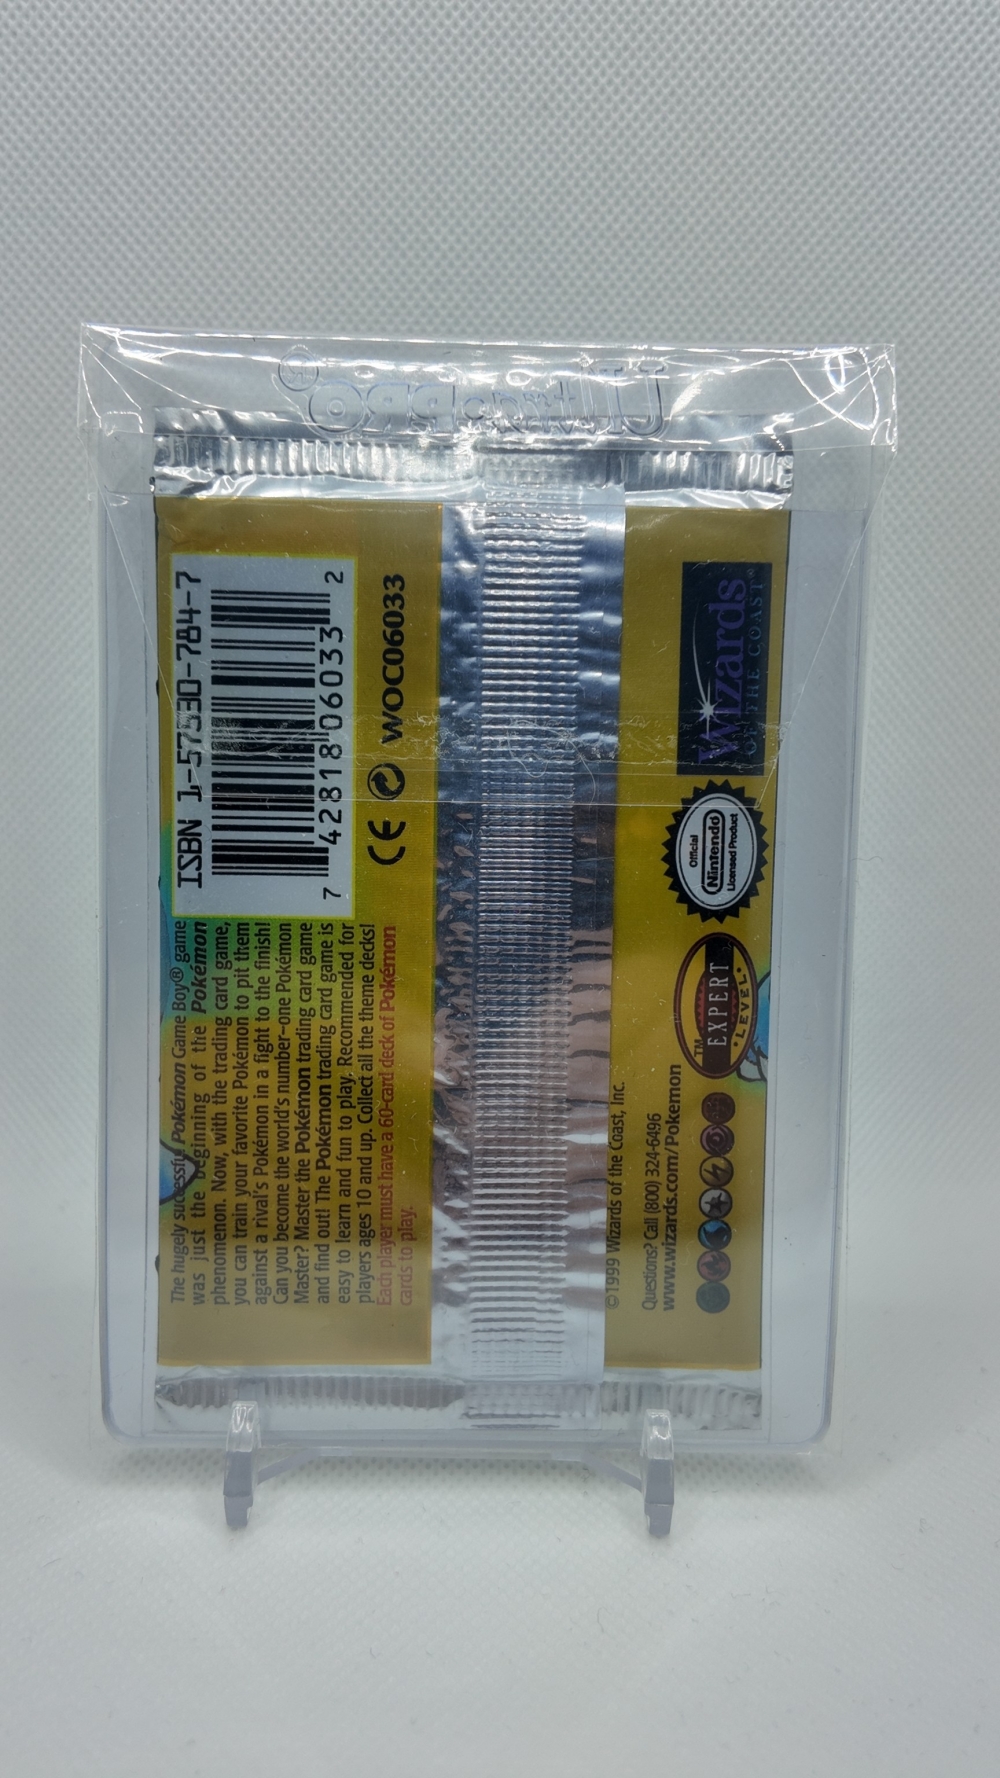 Ultra PRO®
ISBN 1-57530-784-7
7 42818 06033 2
CE WOC06033
The hugely successful Pokémon Game Boy® game
was just the beginning of the Pokémon
phenomenon. Now, with the trading card game,
you can train your favorite Pokémon to pit them
against a rival's Pokémon in a fight to the finish!
Can you become the world's number-one Pokémon
Master? Master the Pokémon trading card game
and find out! The Pokémon trading card game is
easy to learn and fun to play. Recommended for
players ages 10 and up. Collect all the theme decks!
Each player must have a 60-card deck of Pokémon
cards to play.
©1999 Wizards of the Coast, Inc.
Questions? Call (800) 324-6496
www.wizards.com/Pokemon
TM
EXPERT
LEVEL
Official
Nintendo
Licensed Product
Wizards
OF THE COAST®